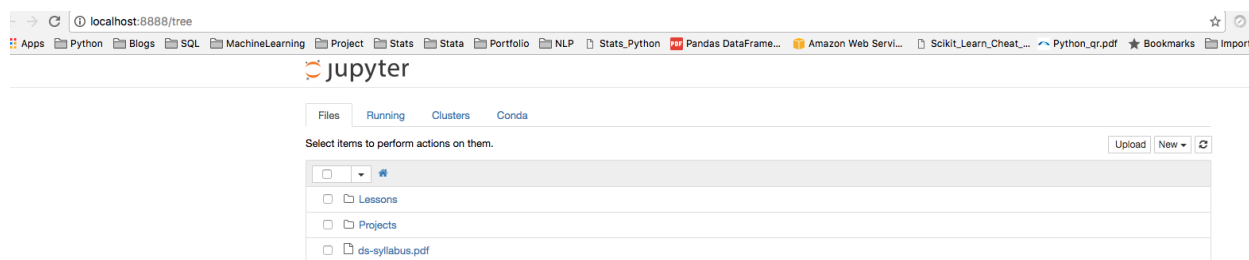 localhost:8888/tree
Apps Python Blogs SQL MachineLearning Project Stats Stata Portfolio NLP Stats_Python PDF Pandas DataFrame... Amazon Web Servi... Scikit_Learn_Cheat_... Python_qr.pdf Bookmarks Import
jupyter
Files Running Clusters Conda
Select items to perform actions on them.
Upload New
Lessons
Projects
ds-syllabus.pdf